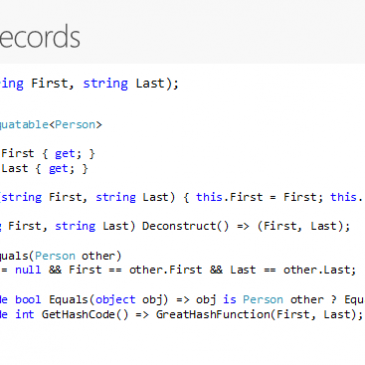 ecords
ing First, string Last);
quatable<Person>
First { get; }
Last { get; }
(string First, string Last) { this.First = First; this.
g First, string Last) Deconstruct() => (First, Last);
quals(Person other)
= null && First == other.First && Last == other.Last;
de bool Equals(object obj) => obj is Person other ? Equ
de int GetHashCode() => GreatHashFunction(First, Last);